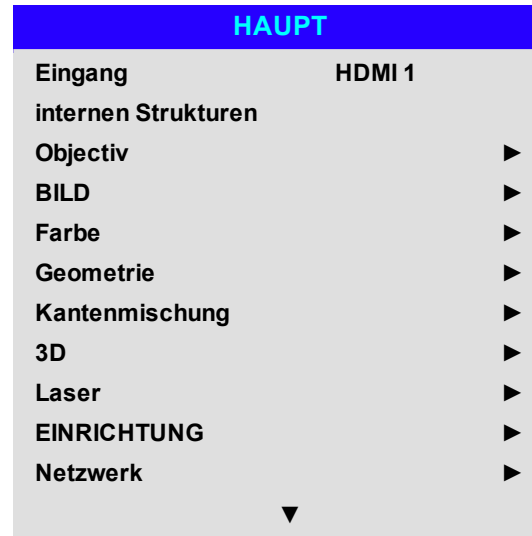 HAUPT
Eingang HDMI 1
internen Strukturen
Objectiv ►
BILD ►
Farbe ►
Geometrie ►
Kantenmischung ►
3D ►
Laser ►
EINRICHTUNG ►
Netzwerk ►
▼